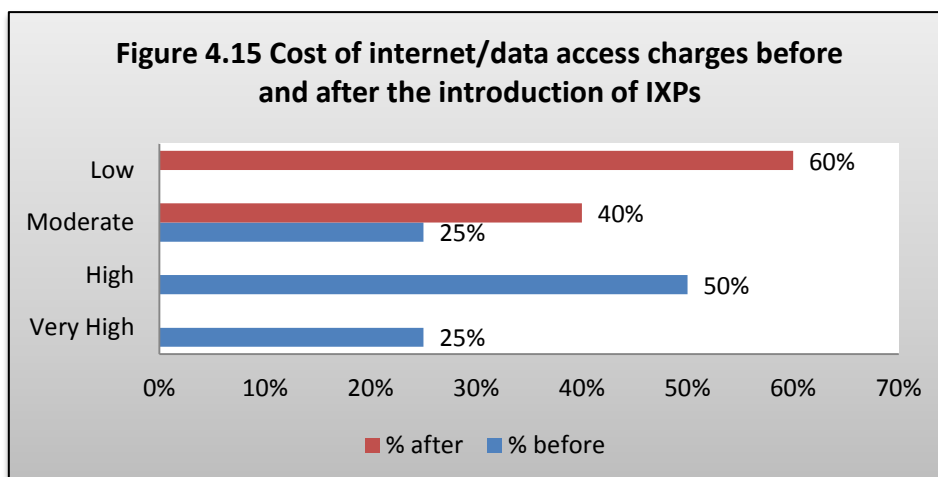 Figure 4.15 Cost of internet/data access charges before
and after the introduction of IXPs
Low
60%
Moderate
40%
25%
High
50%
Very High
25%
0% 10% 20% 30% 40% 50% 60% 70%
% after % before